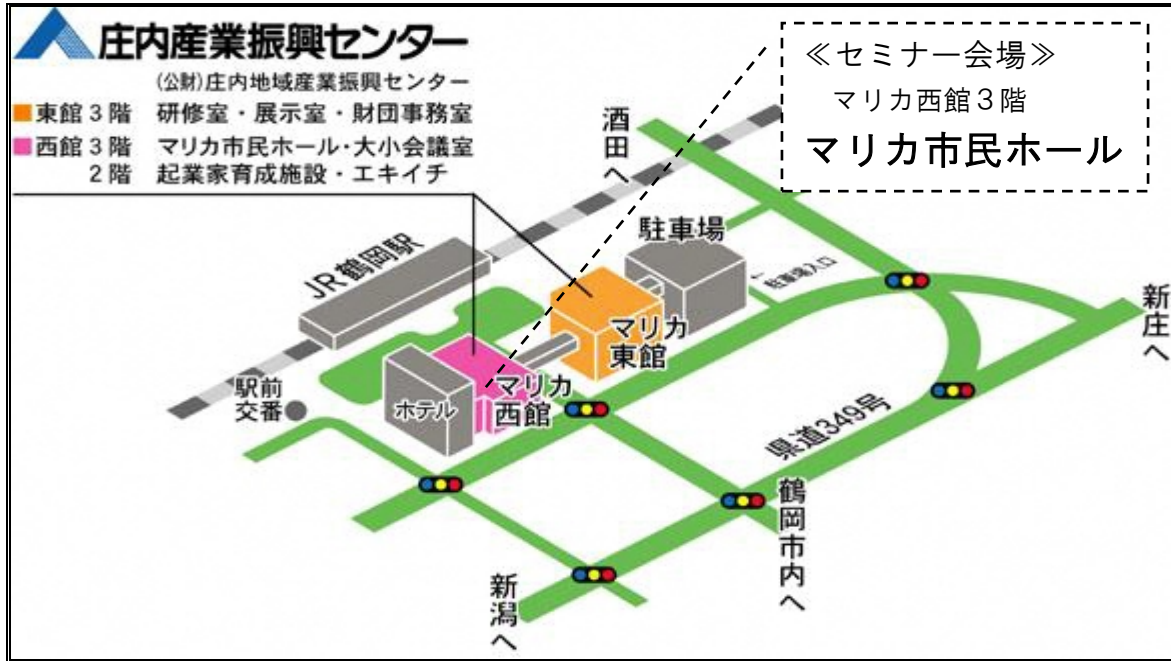 庄内産業振興センター
(公財)庄内地域産業振興センター
■東館3階 研修室・展示室・財団事務室
■西館3階 マリカ市民ホール・大小会議室
2階 起業家育成施設・エキイチ
≪セミナー会場≫
マリカ西館3階
マリカ市民ホール
酒田へ
駐車場
←駐車場入口
JR鶴岡駅
マリカ
東館
新庄へ
マリカ
西館
ホテル
駅前
交番
県道349号
鶴岡市内へ
新潟へ